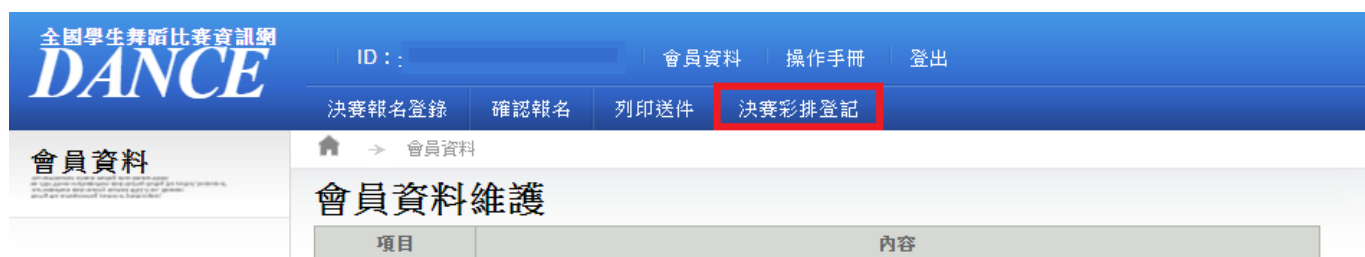 全國學生舞蹈比賽資訊網
DANCE
ID：:
會員資料
操作手冊
登出
決賽報名登錄
確認報名
列印送件
決賽彩排登記
會員資料
會員資料
會員資料維護
項目
內容